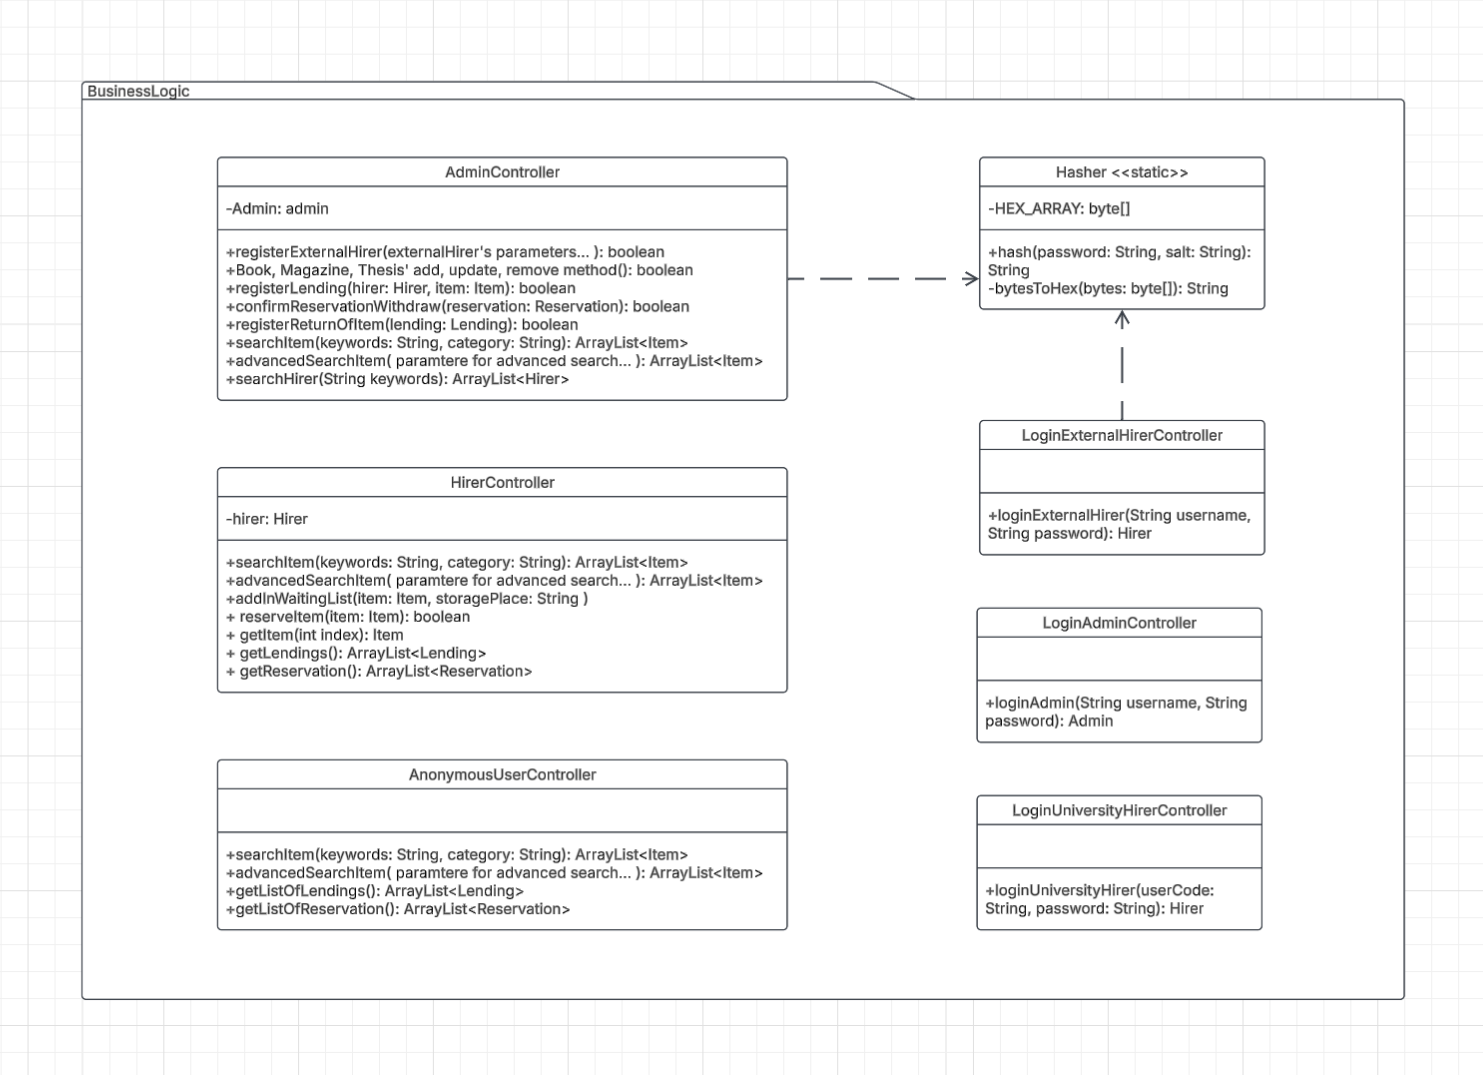 BusinessLogic
AdminController
-Admin: admin
+registerExternalHirer(externalHirer's parameters... ): boolean
+Book, Magazine, Thesis' add, update, remove method(): boolean
+registerLending(hirer: Hirer, item: Item): boolean
+confirmReservationWithdraw(reservation: Reservation): boolean
+registerReturnOfItem(lending: Lending): boolean
+searchItem(keywords: String, category: String): ArrayList<Item>
+advancedSearchItem( paramtere for advanced search... ): ArrayList<Item>
+searchHirer(String keywords): ArrayList<Hirer>
Hasher <<static>>
-HEX_ARRAY: byte[]
+hash(password: String, salt: String):
String
-bytesToHex(bytes: byte[]): String
HirerController
-hirer: Hirer
+searchItem(keywords: String, category: String): ArrayList<Item>
+advancedSearchItem( paramtere for advanced search... ): ArrayList<Item>
+addInWaitingList(item: Item, storagePlace: String )
+ reserveItem(item: Item): boolean
+ getItem(int index): Item
+ getLendings(): ArrayList<Lending>
+ getReservation(): ArrayList<Reservation>
LoginExternalHirerController
+loginExternalHirer(String username,
String password): Hirer
LoginAdminController
+loginAdmin(String username, String
password): Admin
AnonymousUserController
+searchItem(keywords: String, category: String): ArrayList<Item>
+advancedSearchItem( paramtere for advanced search... ): ArrayList<Item>
+getListOfLendings(): ArrayList<Lending>
+getListOfReservation(): ArrayList<Reservation>
LoginUniversityHirerController
+loginUniversityHirer(userCode:
String, password: String): Hirer